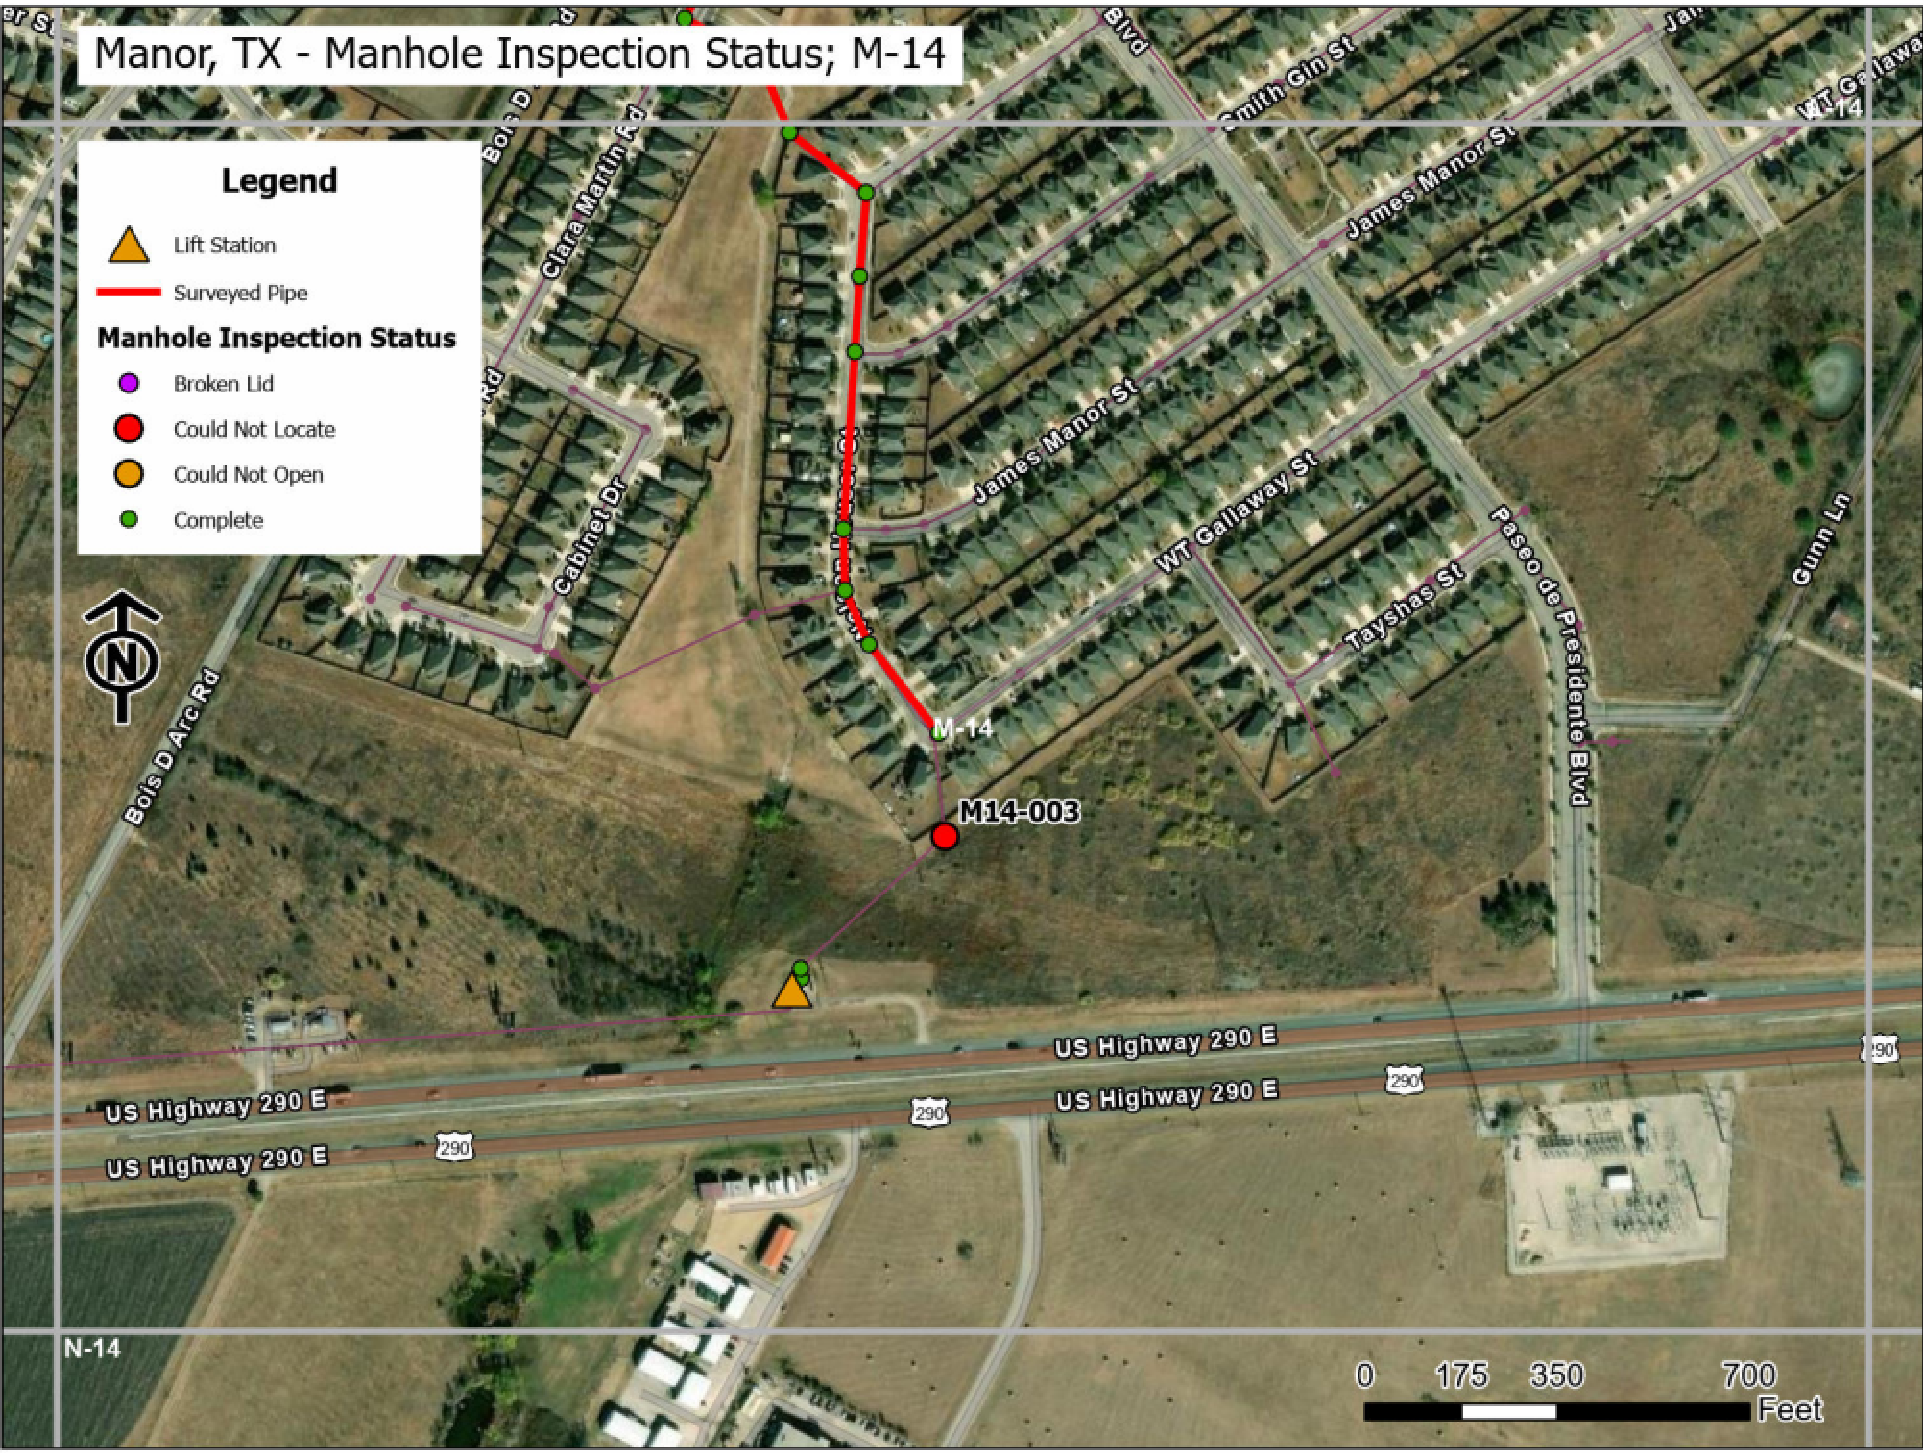 er S
Manor, TX - Manhole Inspection Status; M-14
Blvd
Smith Gin St
WT Gallaway
Bois D
Clara Martin Rd
James Manor St
Legend
Lift Station
Surveyed Pipe
Manhole Inspection Status
Broken Lid
Could Not Locate
Could Not Open
Complete
Rd
James Manor St
WT Gallaway St
Cabinet Dr
Tayshas St
Paseo de Presidente Blvd
Gunn Ln
N
Bois D Arc Rd
M-14
M14-003
US Highway 290 E
290
290
US Highway 290 E
US Highway 290 E
290
US Highway 290 E
290
N-14
0 175 350 700
Feet